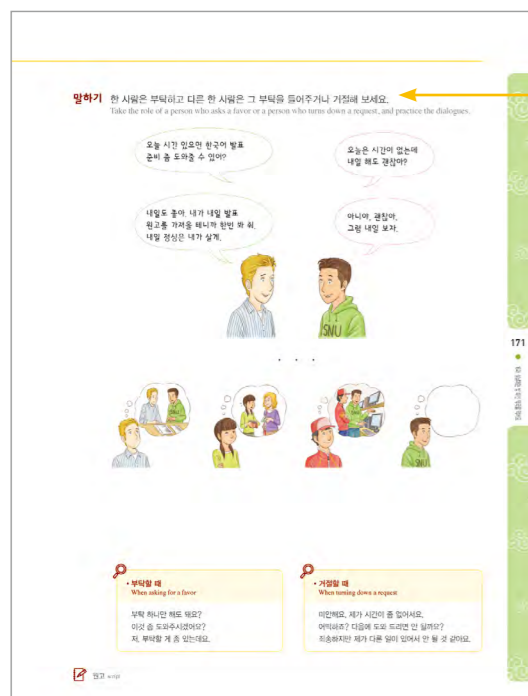 말하기 한 사람은 부탁하고 다른 한 사람은 그 부탁을 들어주거나 거절해 보세요.
Take the role of a person who asks a favor or a person who turns down a request, and practice the dialogues.
오늘 시간 있으면 한국어 발표
준비 좀 도와줄 수 있어?
오늘은 시간이 없는데
내일 해도 괜찮아?
내일도 좋아. 내가 내일 발표
원고를 가져올 테니까 한번 봐 줘.
내일 점심은 내가 살게.
아니야, 괜찮아.
그럼 내일 보자.
SNU
SNU
171
• 부탁할 때
When asking for a favor
부탁 하나만 해도 돼요?
이것 좀 도와주시겠어요?
저, 부탁할 게 좀 있는데요.
• 거절할 때
When turning down a request
미안해요. 제가 시간이 좀 없어서요.
어떡하죠? 다음에 도와 드리면 안 될까요?
죄송하지만 제가 다른 일이 있어서 안 될 것 같아요.
원고 script